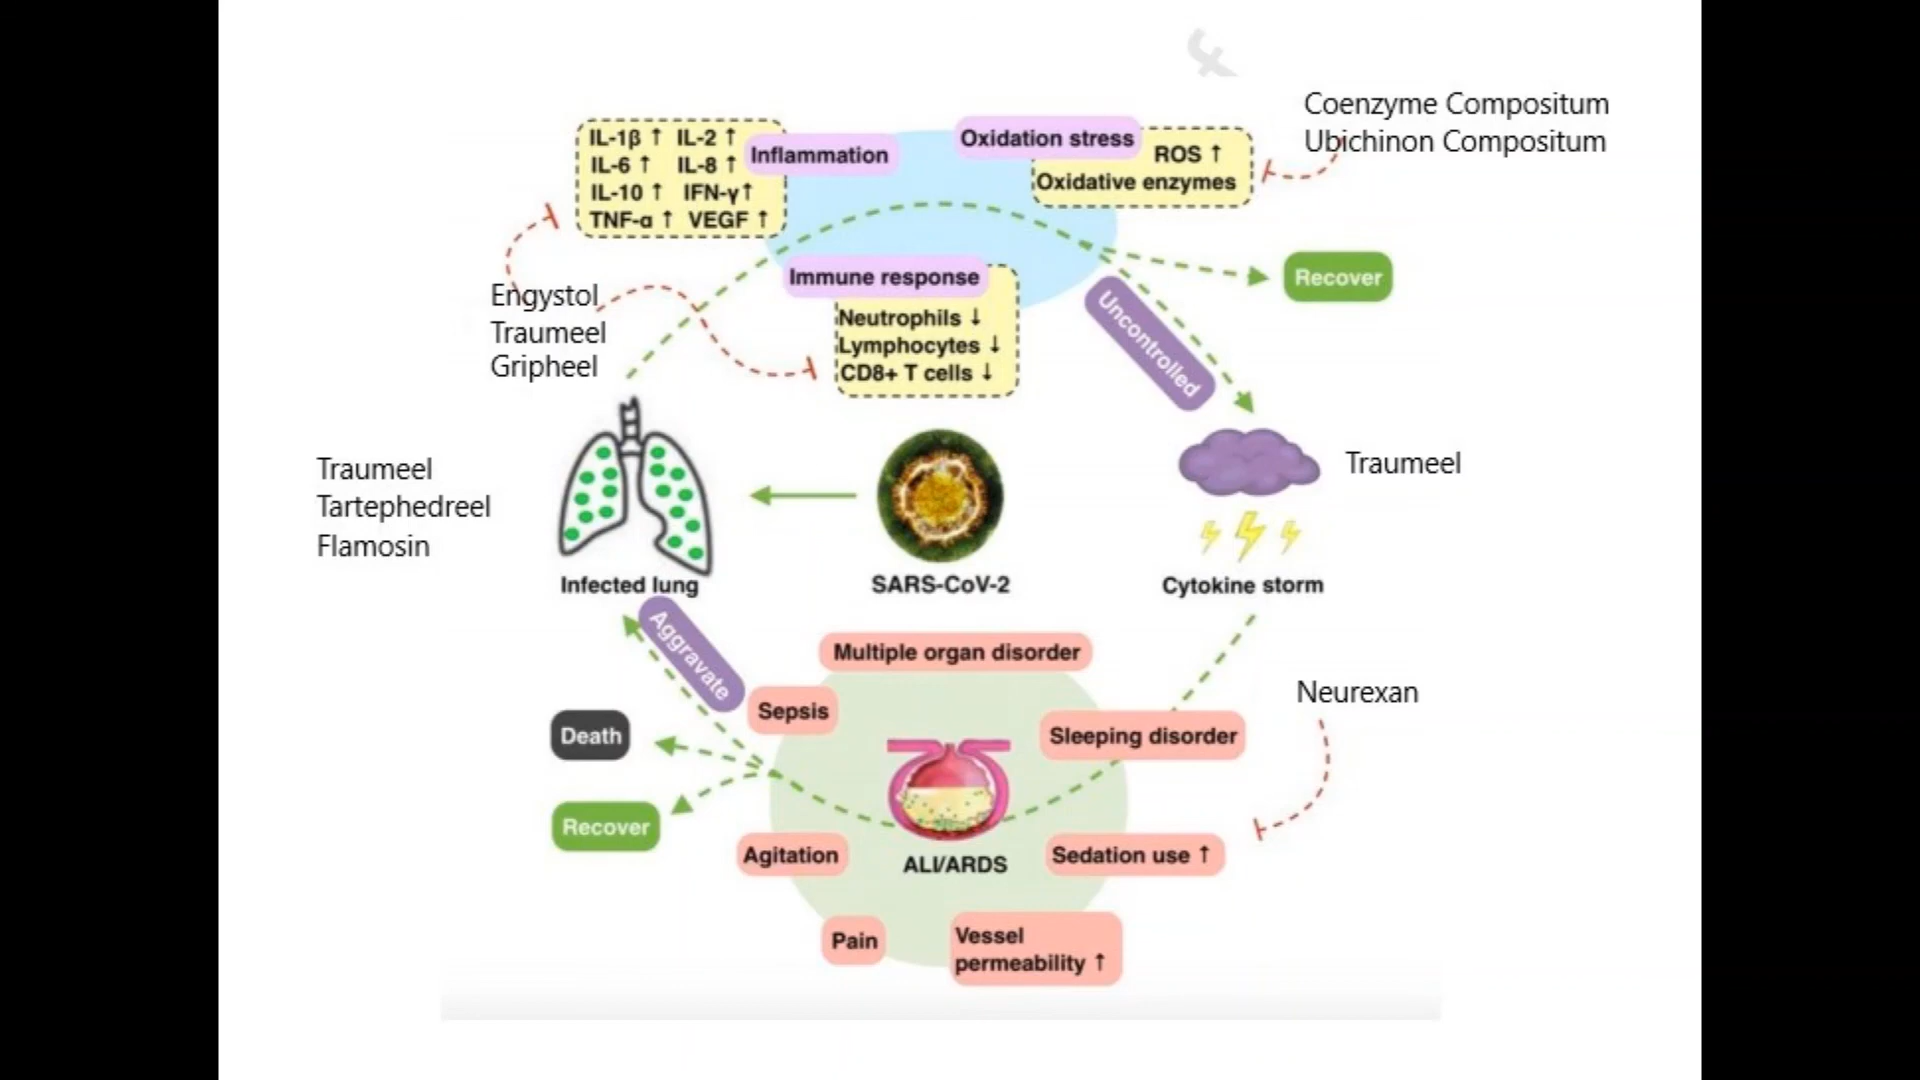 Coenzyme Compositum
Ubichinon Compositum
IL-1β ↑ IL-2 ↑
IL-6 ↑ IL-8 ↑
IL-10 ↑ IFN-γ↑
TNF-α ↑ VEGF ↑
Inflammation
Oxidation stress
ROS ↑
Oxidative enzymes
Immune response
Neutrophils ↓
Lymphocytes ↓
CD8+ T cells ↓
Recover
Uncontrolled
Engystol
Traumeel
Gripheel
Traumeel
Tartephedreel
Flamosin
Infected lung
SARS-CoV-2
Traumeel
Cytokine storm
Aggravate
Multiple organ disorder
Sepsis
Death
Recover
Sleeping disorder
Neurexan
Agitation
ALI/ARDS
Sedation use ↑
Pain
Vessel
permeability ↑